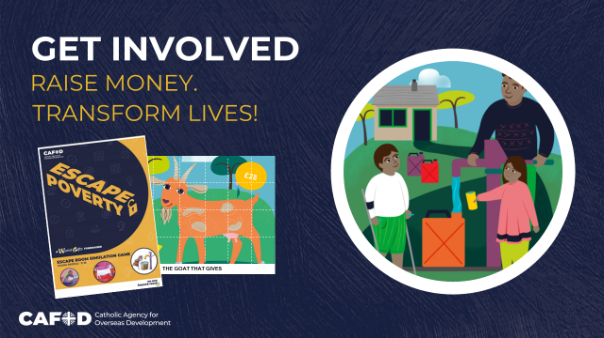 GET INVOLVED
RAISE MONEY.
TRANSFORM LIVES!
CAFOD
ESCAPE
POVERTY
ESCAPE ROOM SIMULATION GAME
£28
THE GOAT THAT GIVES
CAFOD
Catholic Agency for
Overseas Development